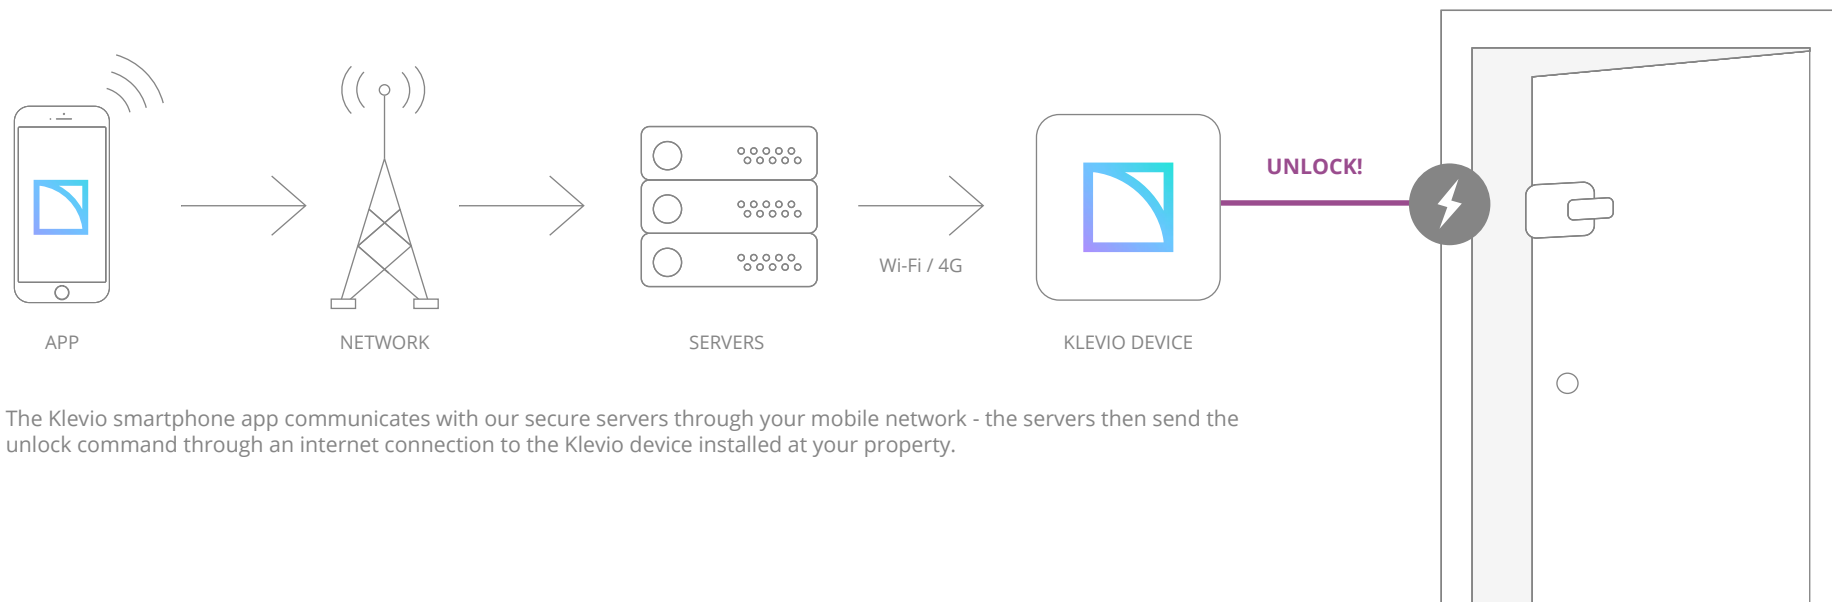 UNLOCK!
Wi-Fi / 4G
APP
NETWORK
SERVERS
KLEVIO DEVICE
The Klevio smartphone app communicates with our secure servers through your mobile network - the servers then send the
unlock command through an internet connection to the Klevio device installed at your property.